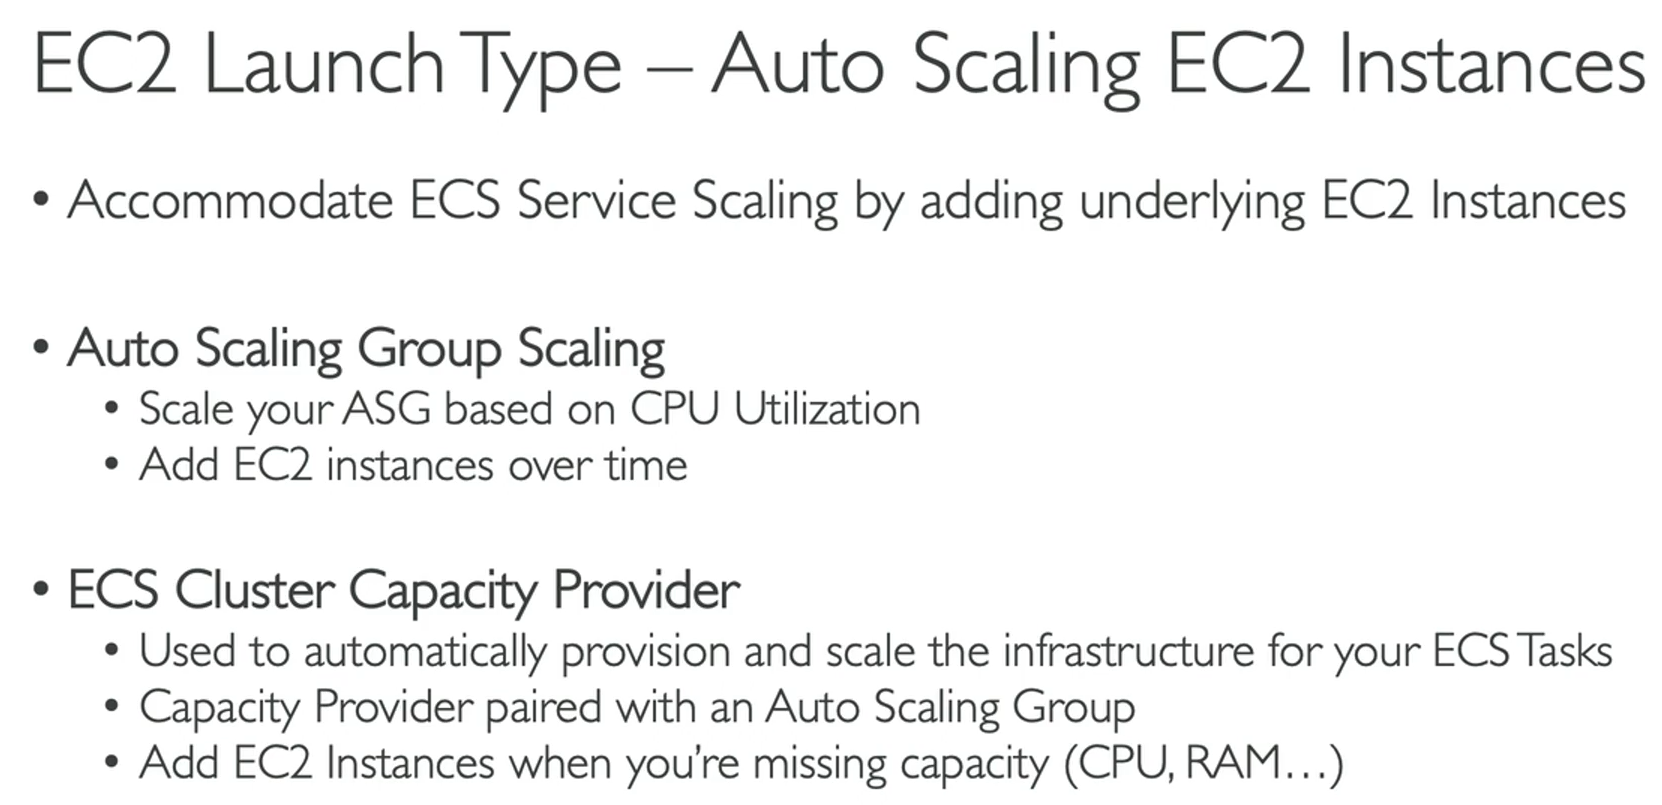 EC2 Launch Type – Auto Scaling EC2 Instances
• Accommodate ECS Service Scaling by adding underlying EC2 Instances
• Auto Scaling Group Scaling
• Scale your ASG based on CPU Utilization
• Add EC2 instances over time
• ECS Cluster Capacity Provider
• Used to automatically provision and scale the infrastructure for your ECS Tasks
• Capacity Provider paired with an Auto Scaling Group
• Add EC2 Instances when you’re missing capacity (CPU, RAM…)